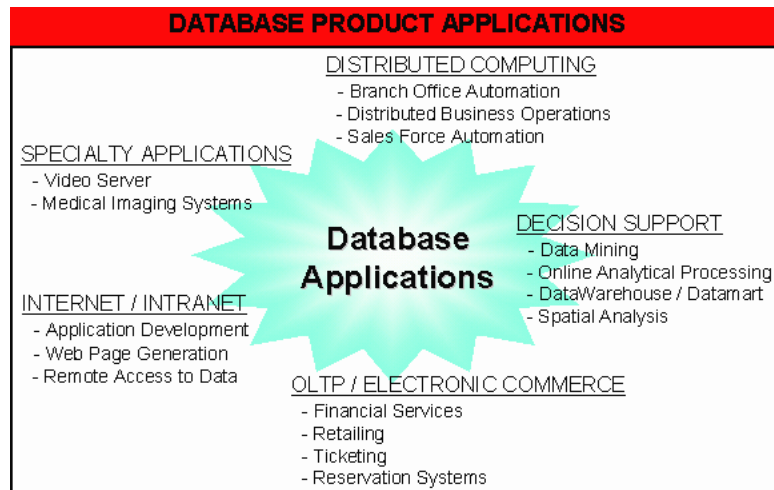 DATABASE PRODUCT APPLICATIONS
DISTRIBUTED COMPUTING
- Branch Office Automation
- Distributed Business Operations
- Sales Force Automation
SPECIALTY APPLICATIONS
- Video Server
- Medical Imaging Systems
Database
Applications
DECISION SUPPORT
- Data Mining
- Online Analytical Processing
- DataWarehouse / Datamart
- Spatial Analysis
INTERNET / INTRANET
- Application Development
- Web Page Generation
- Remote Access to Data
OLTP / ELECTRONIC COMMERCE
- Financial Services
- Retailing
- Ticketing
- Reservation Systems